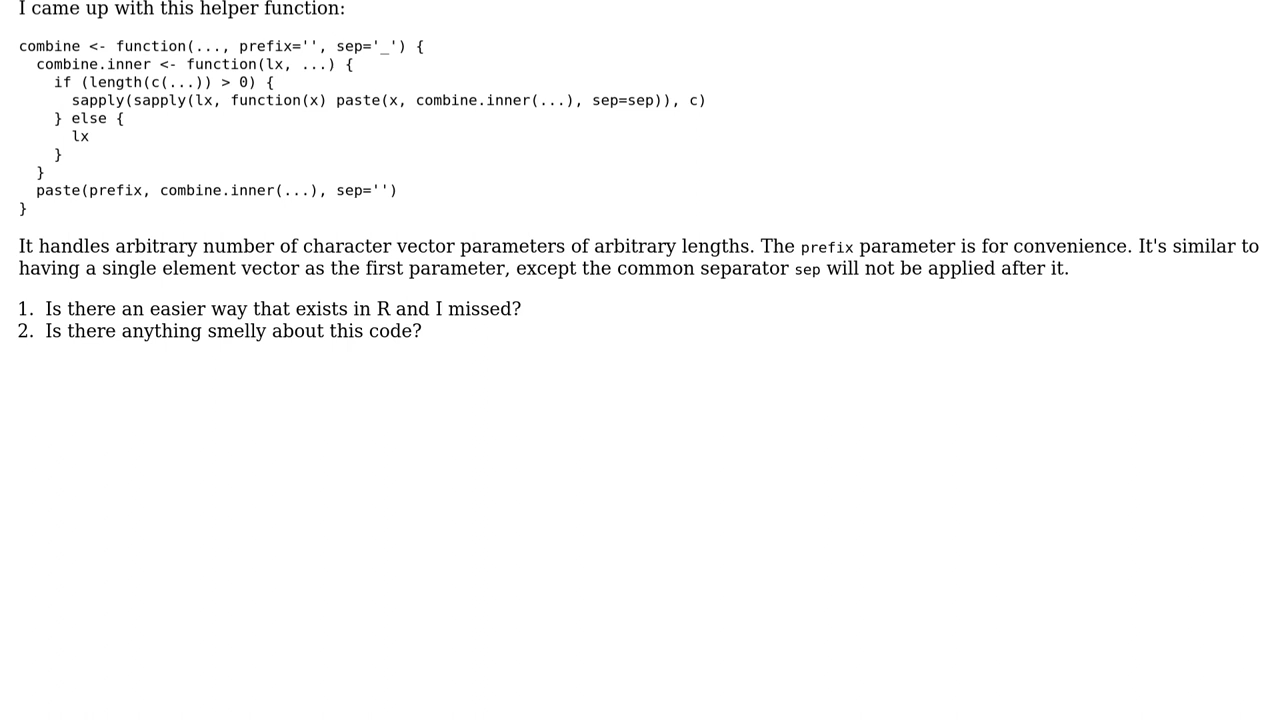 I came up with this helper function:
combine <- function(..., prefix='', sep='_') {
  combine.inner <- function(lx, ...) {
    if (length(c(...)) > 0) {
      sapply(sapply(lx, function(x) paste(x, combine.inner(...), sep=sep)), c)
    } else {
      lx
    }
  }
  paste(prefix, combine.inner(...), sep='')
}
It handles arbitrary number of character vector parameters of arbitrary lengths. The prefix parameter is for convenience. It's similar to
having a single element vector as the first parameter, except the common separator sep will not be applied after it.
1. Is there an easier way that exists in R and I missed?
2. Is there anything smelly about this code?